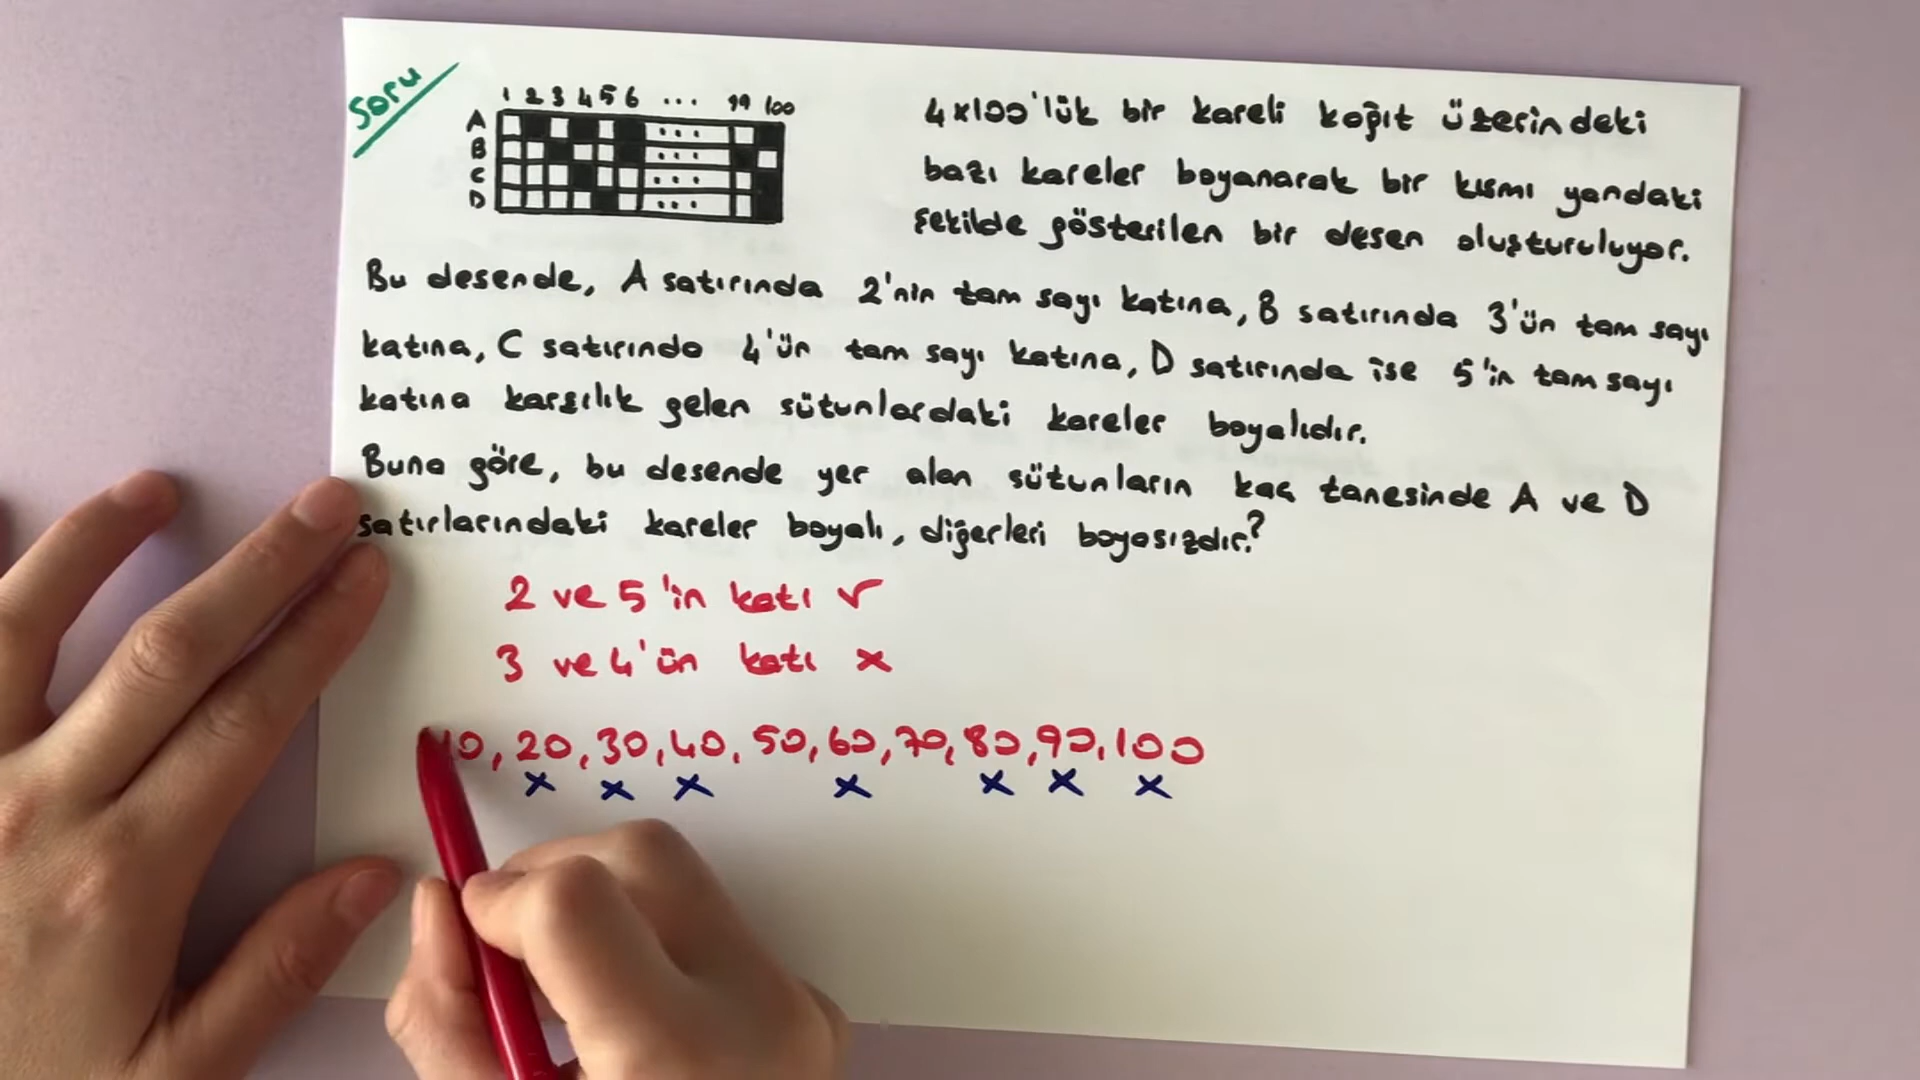 Soru
1 2 3 4 5 6 ... 99 100
A ...
B ...
C ...
D ...
4x100'lük bir kareli kağıt üzerindeki
bazı kareler boyanarak bir kısmı yandaki
şekilde gösterilen bir desen oluşturuluyor.
Bu desende, A satırında 2'nin tam sayı katına, B satırında 3'ün tam sayı
katına, C satırında 4'ün tam sayı katına, D satırında ise 5'in tam sayı
katına karşılık gelen sütunlardaki kareler boyalıdır.
Buna göre, bu desende yer alan sütunların kaç tanesinde A ve D
satırlarındaki kareler boyalı, diğerleri boyasızdır?
2 ve 5'in katı ✓
3 ve 4'ün katı x
10, 20, 30, 40, 50, 60, 70, 80, 90, 100
x x x x x x x